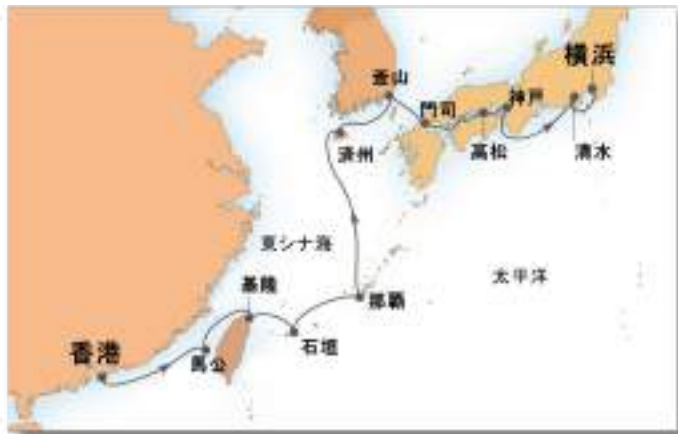 横浜
釜山
門司
神戸
済州
高松
清水
東シナ海
太平洋
基隆
那覇
石垣
香港
馬公